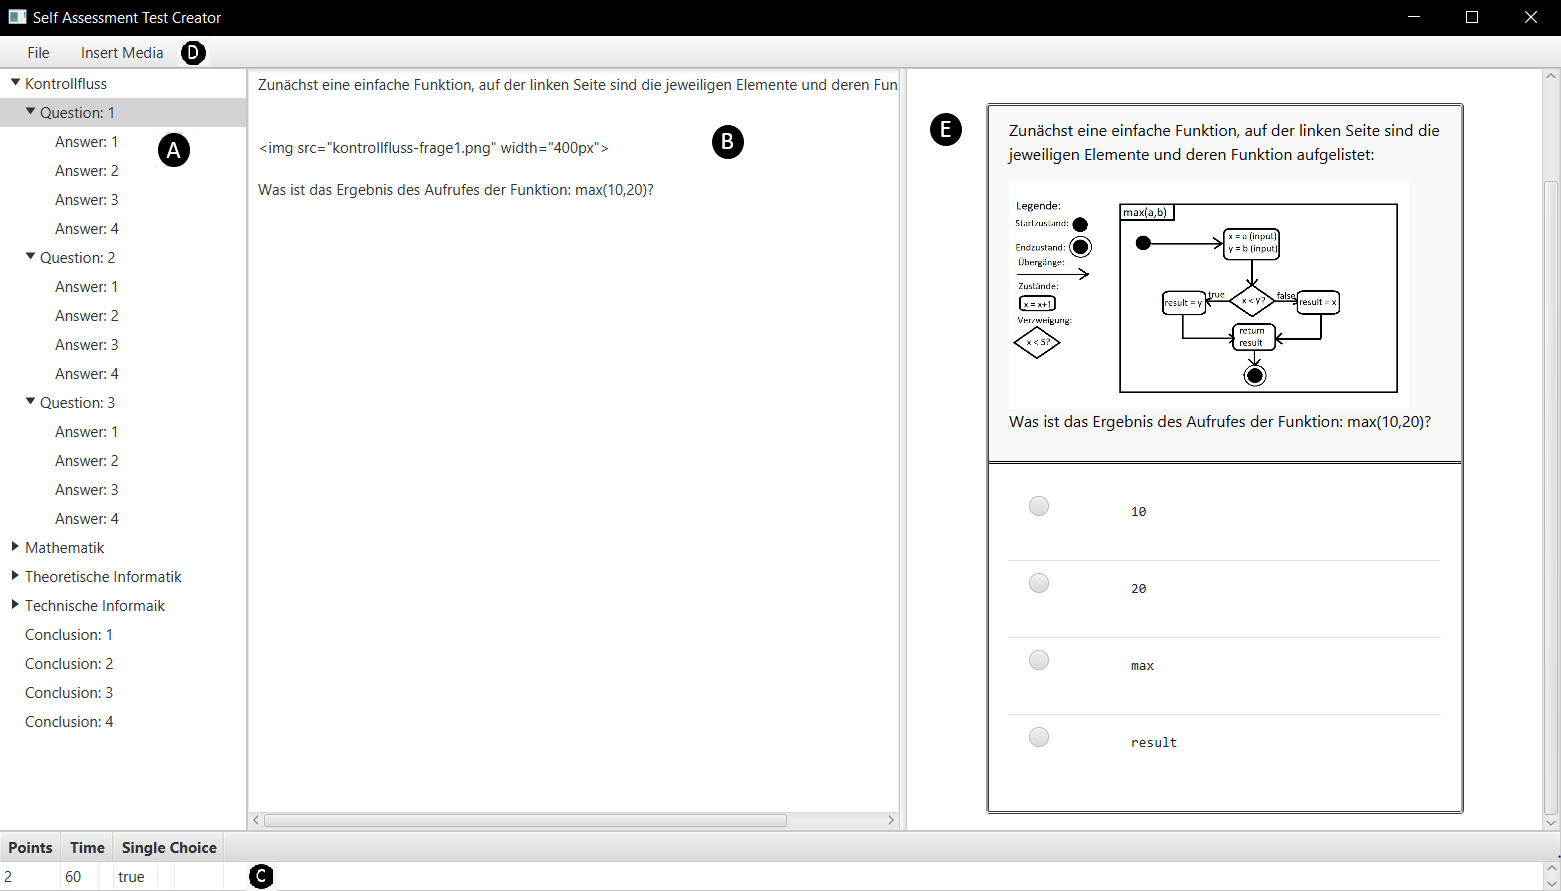 Self Assessment Test Creator
File Insert Media D
Kontrollfluss
Question: 1
Answer: 1
Answer: 2
Answer: 3
Answer: 4
Question: 2
Answer: 1
Answer: 2
Answer: 3
Answer: 4
Question: 3
Answer: 1
Answer: 2
Answer: 3
Answer: 4
Mathematik
Theoretische Informatik
Technische Informaik
Conclusion: 1
Conclusion: 2
Conclusion: 3
Conclusion: 4
A
Zunächst eine einfache Funktion, auf der linken Seite sind die jeweiligen Elemente und deren Fun
B
<img src="kontrollfluss-frage1.png" width="400px">
Was ist das Ergebnis des Aufrufes der Funktion: max(10,20)?
E
Zunächst eine einfache Funktion, auf der linken Seite sind die
jeweiligen Elemente und deren Funktion aufgelistet:
Legende:
Startzustand:
Endzustand:
Übergänge:
Zustände:
x = x+1
Verzweigung:
x < 5?
max(a,b)
x = a (input)
y = b (input)
x < y?
true
false
result = y
result = x
return
result
Was ist das Ergebnis des Aufrufes der Funktion: max(10,20)?
10
20
max
result
Points Time Single Choice
2 60 true
C